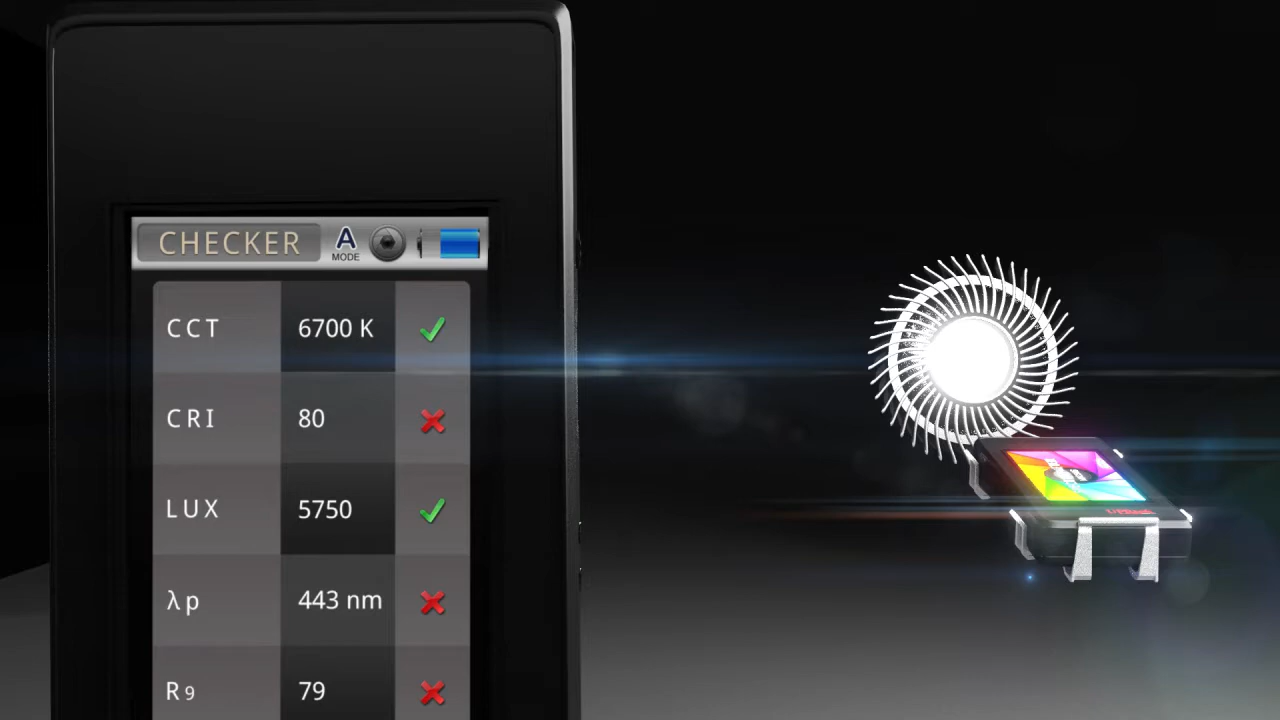 CHECKER
A
MODE
CCT 6700 K
CRI 80
LUX 5750
λp 443 nm
R9 79